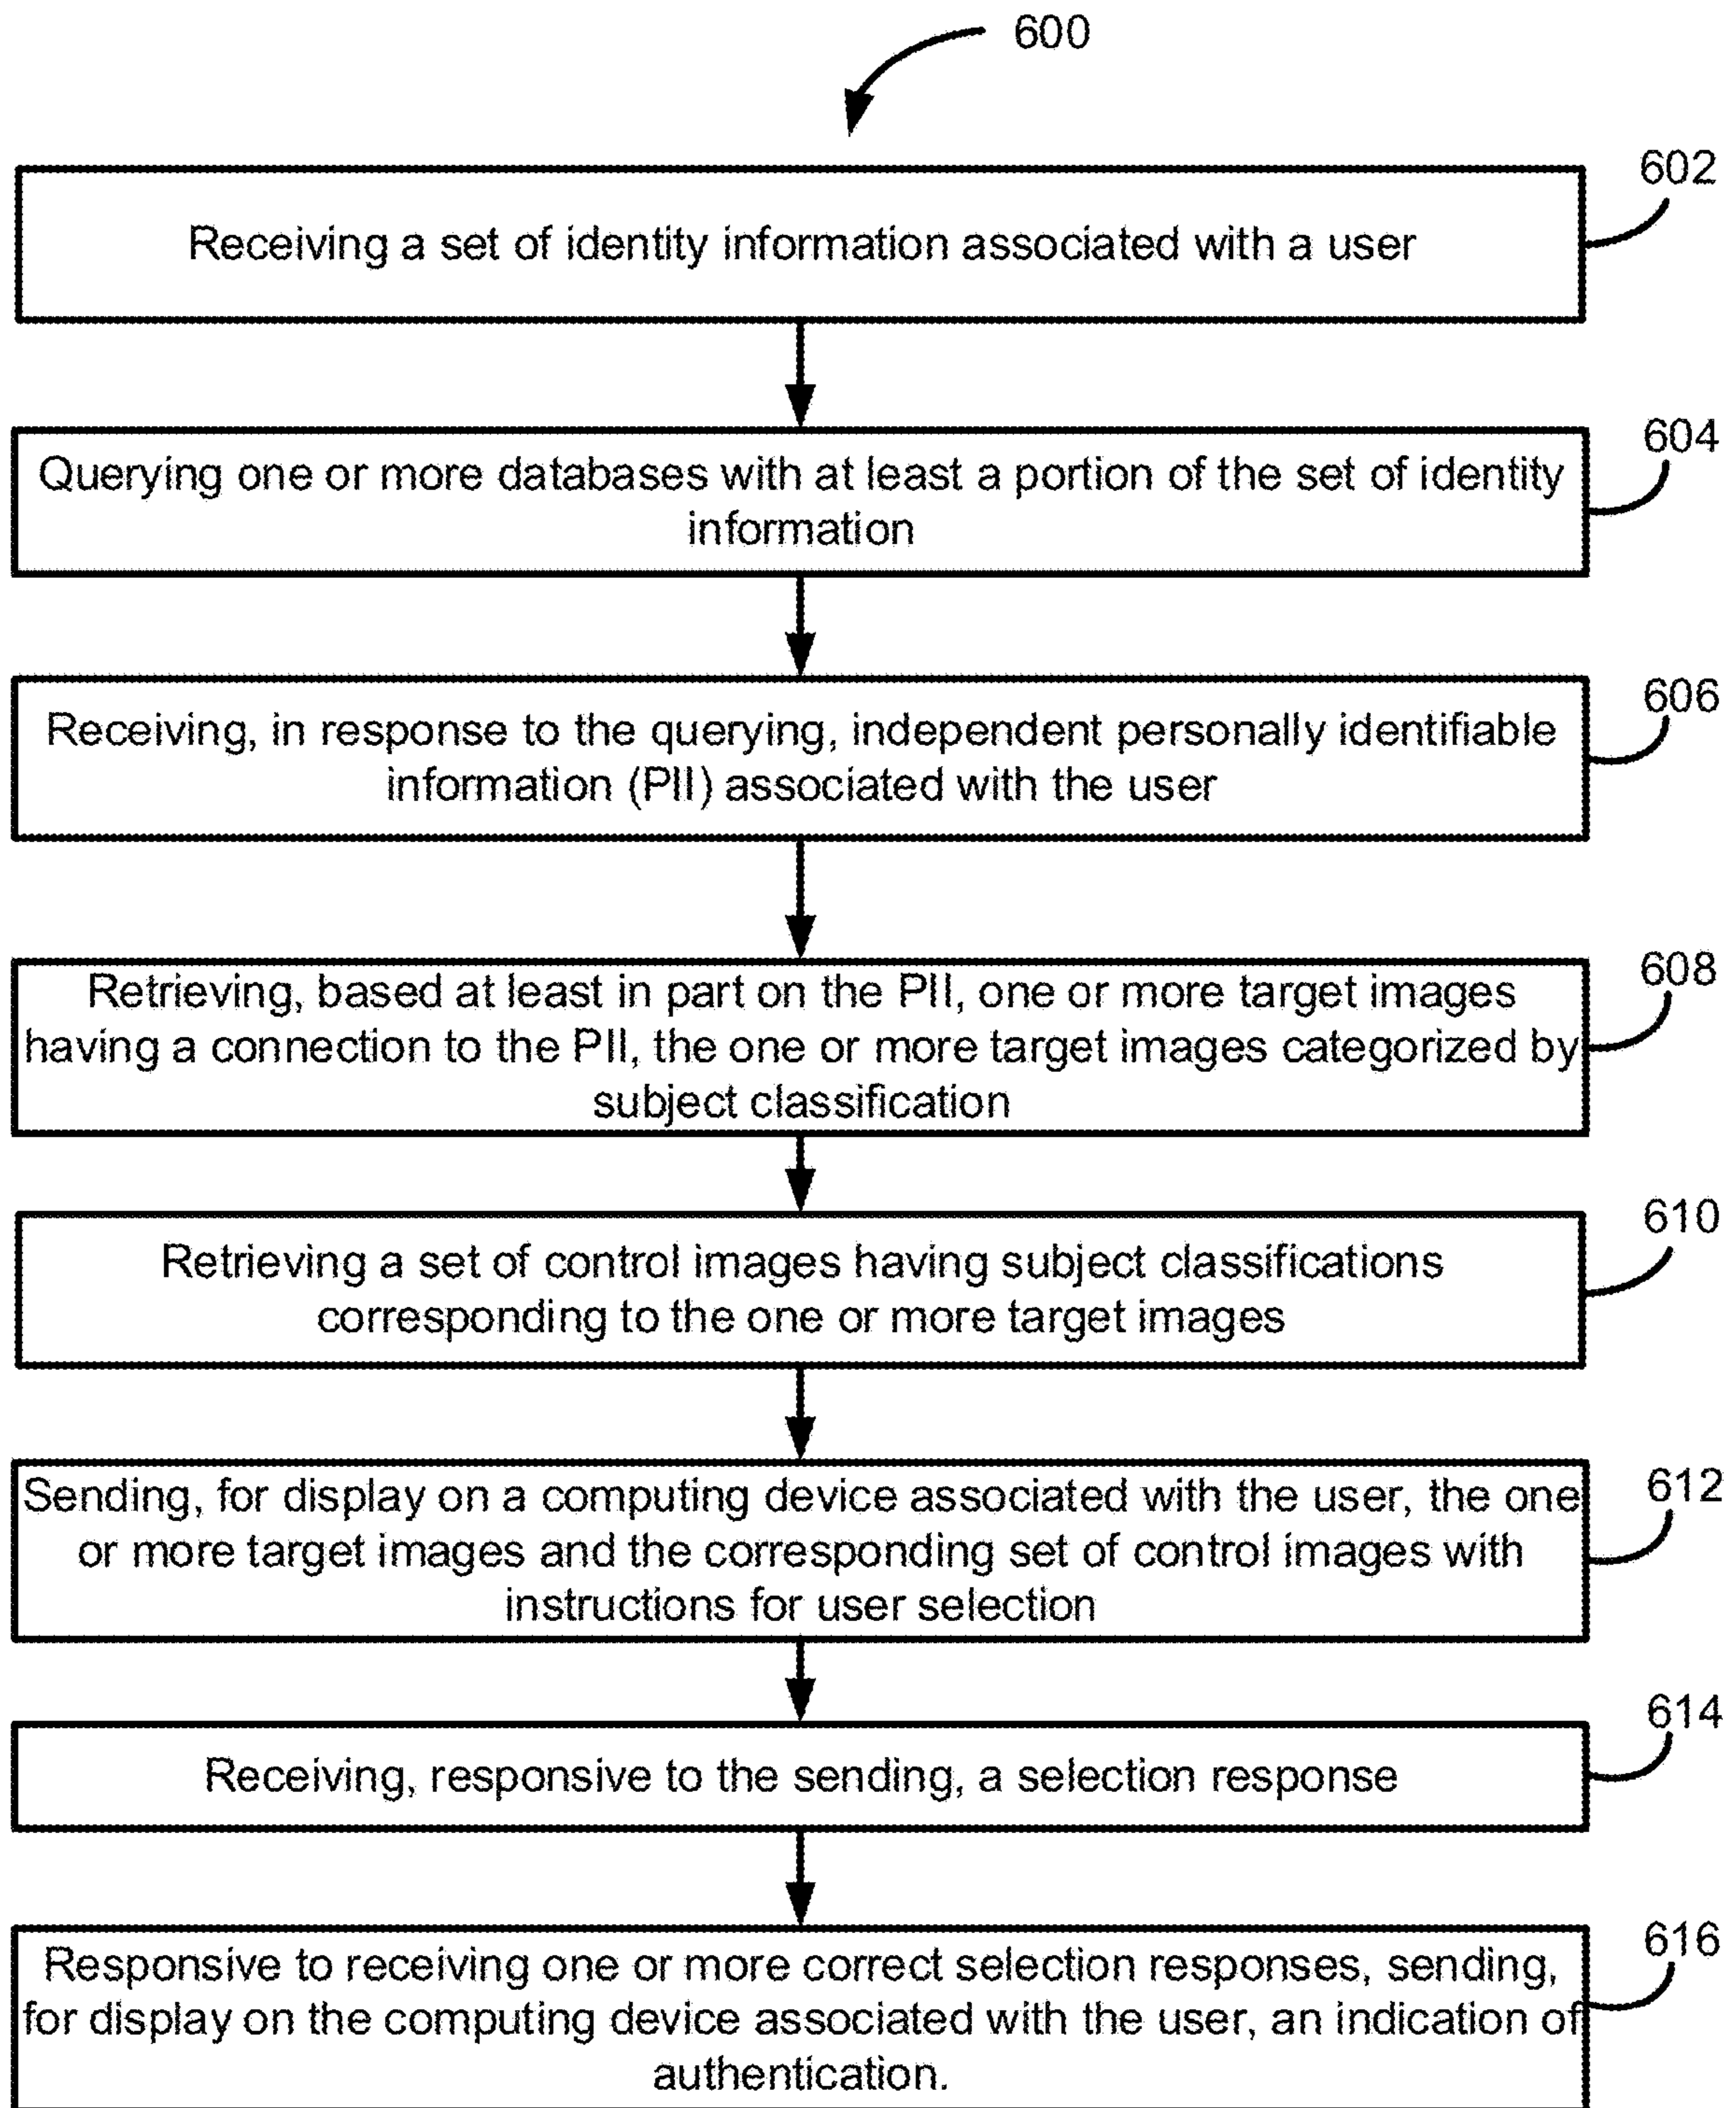 600
602
Receiving a set of identity information associated with a user
604
Querying one or more databases with at least a portion of the set of identity
information
606
Receiving, in response to the querying, independent personally identifiable
information (PII) associated with the user
608
Retrieving, based at least in part on the PII, one or more target images
having a connection to the PII, the one or more target images categorized by
subject classification
610
Retrieving a set of control images having subject classifications
corresponding to the one or more target images
612
Sending, for display on a computing device associated with the user, the one
or more target images and the corresponding set of control images with
instructions for user selection
614
Receiving, responsive to the sending, a selection response
616
Responsive to receiving one or more correct selection responses, sending,
for display on the computing device associated with the user, an indication of
authentication.